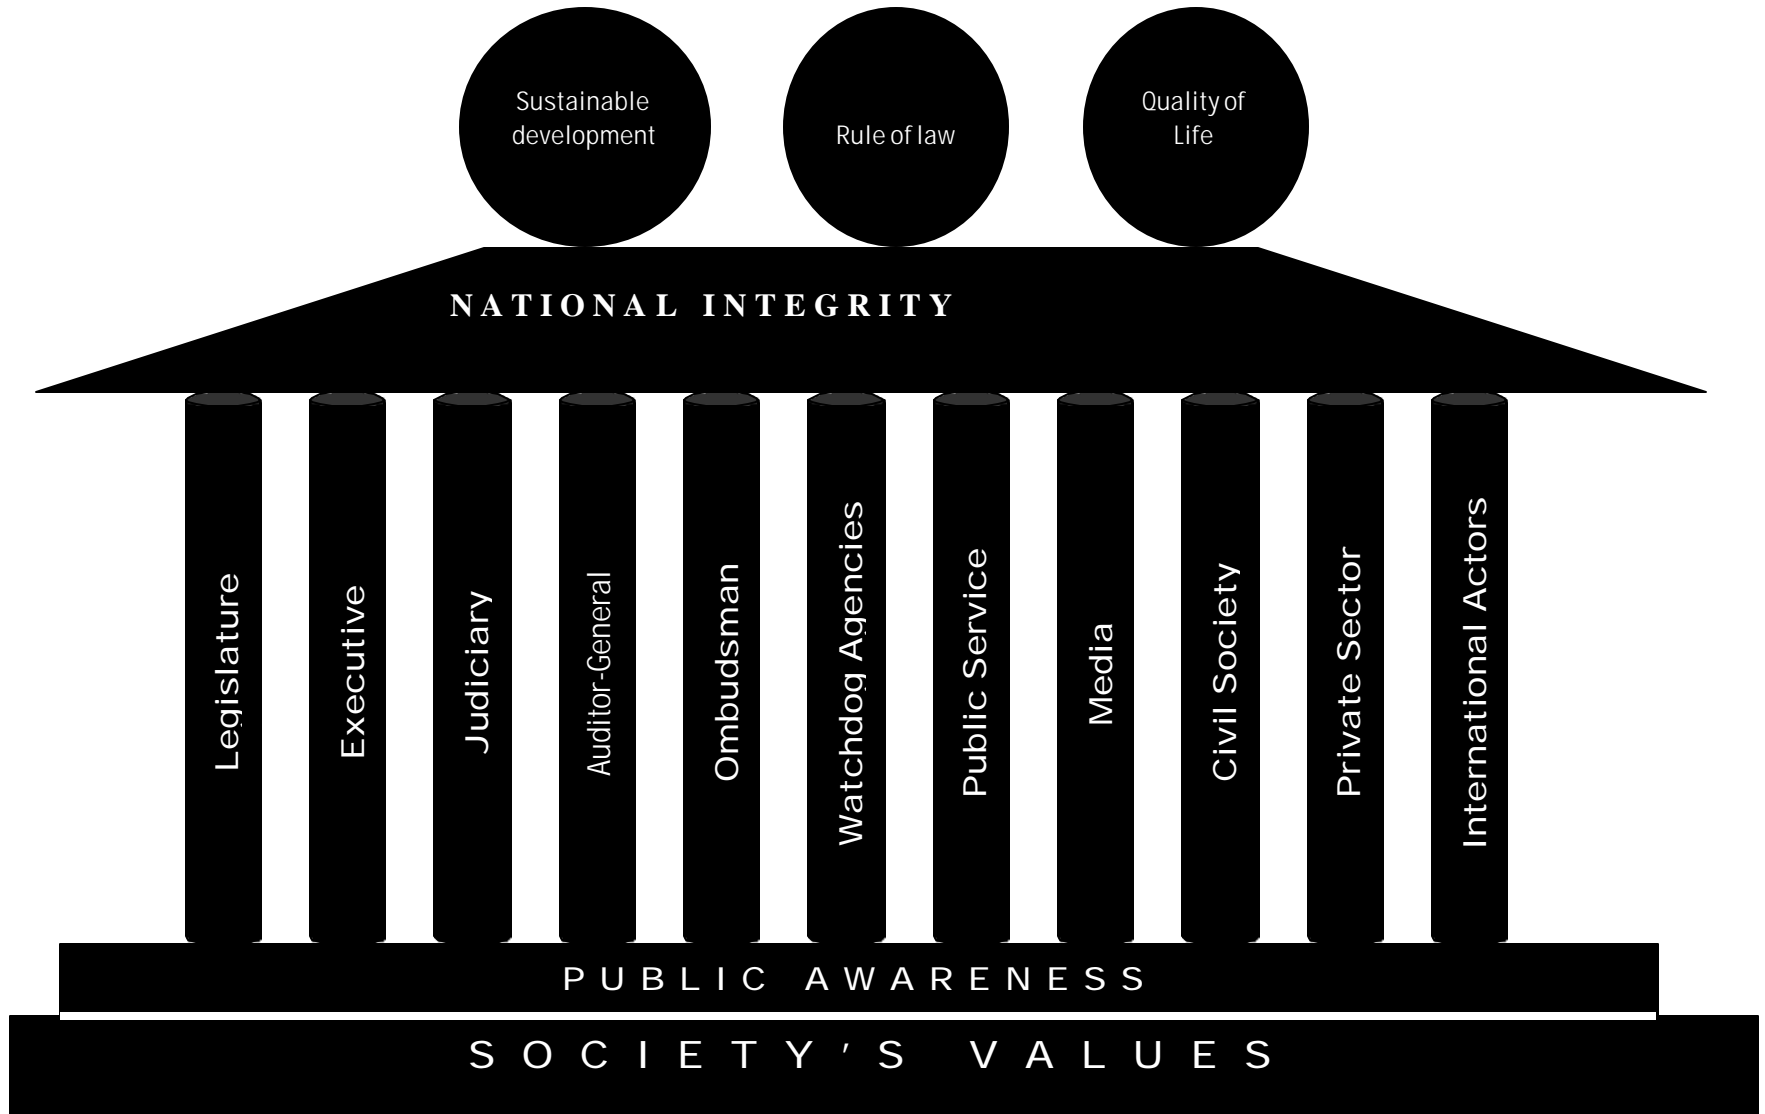 Sustainable
development
Rule of law
Quality of
Life
NATIONAL INTEGRITY
Legislature
Executive
Judiciary
Auditor-General
Ombudsman
Watchdog Agencies
Public Service
Media
Civil Society
Private Sector
International Actors
PUBLIC AWARENESS
SOCIETY'S VALUES